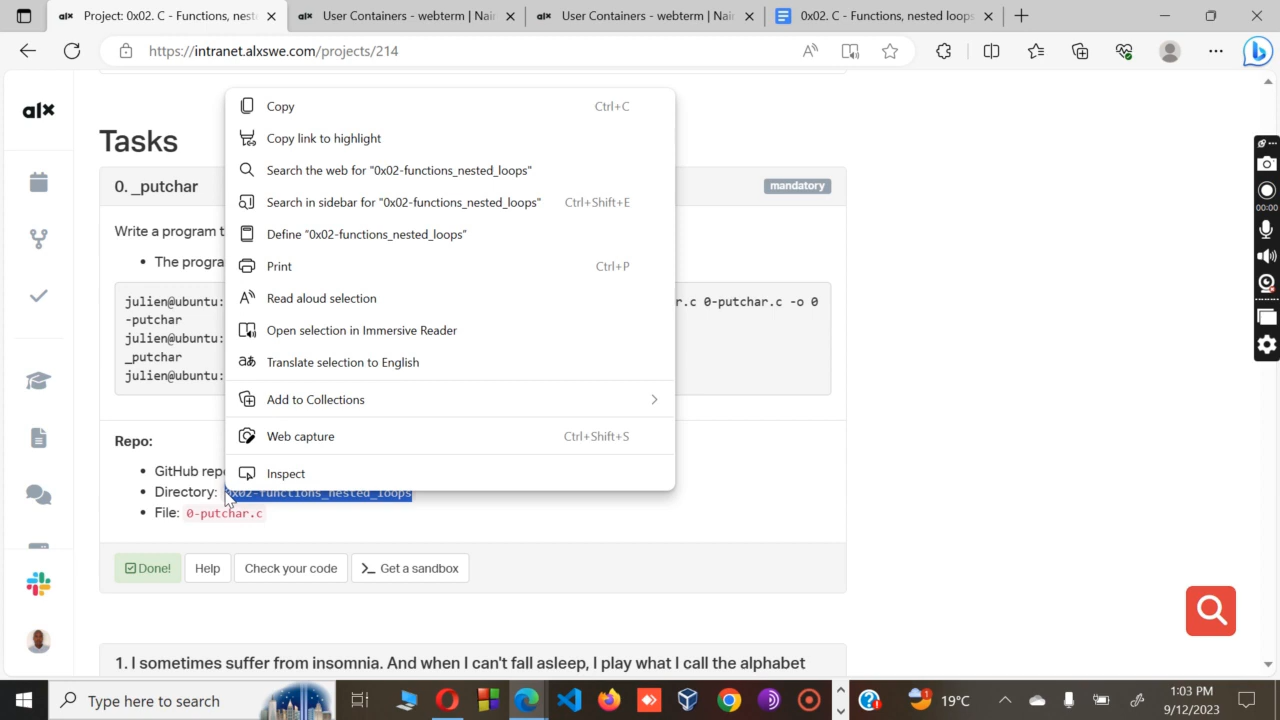 Project: 0x02. C - Functions, nest
User Containers - webterm | Nair
User Containers - webterm | Nair
0x02. C - Functions, nested loops
https://intranet.alxswe.com/projects/214
alx
Tasks
0. _putchar
mandatory
Write a program t
The progra
julien@ubuntu:
r.c 0-putchar.c -o 0
-putchar
julien@ubuntu:
_putchar
julien@ubuntu:
Copy Ctrl+C
Copy link to highlight
Search the web for "0x02-functions_nested_loops"
Search in sidebar for "0x02-functions_nested_loops" Ctrl+Shift+E
Define "0x02-functions_nested_loops"
Print Ctrl+P
Read aloud selection
Open selection in Immersive Reader
Translate selection to English
Add to Collections
Web capture Ctrl+Shift+S
Inspect
Repo:
GitHub rep
Directory: 0x02-functions_nested_loops
File: 0-putchar.c
Done! Help Check your code Get a sandbox
1. I sometimes suffer from insomnia. And when I can't fall asleep, I play what I call the alphabet
00:00
Type here to search
19°C
1:03 PM
9/12/2023